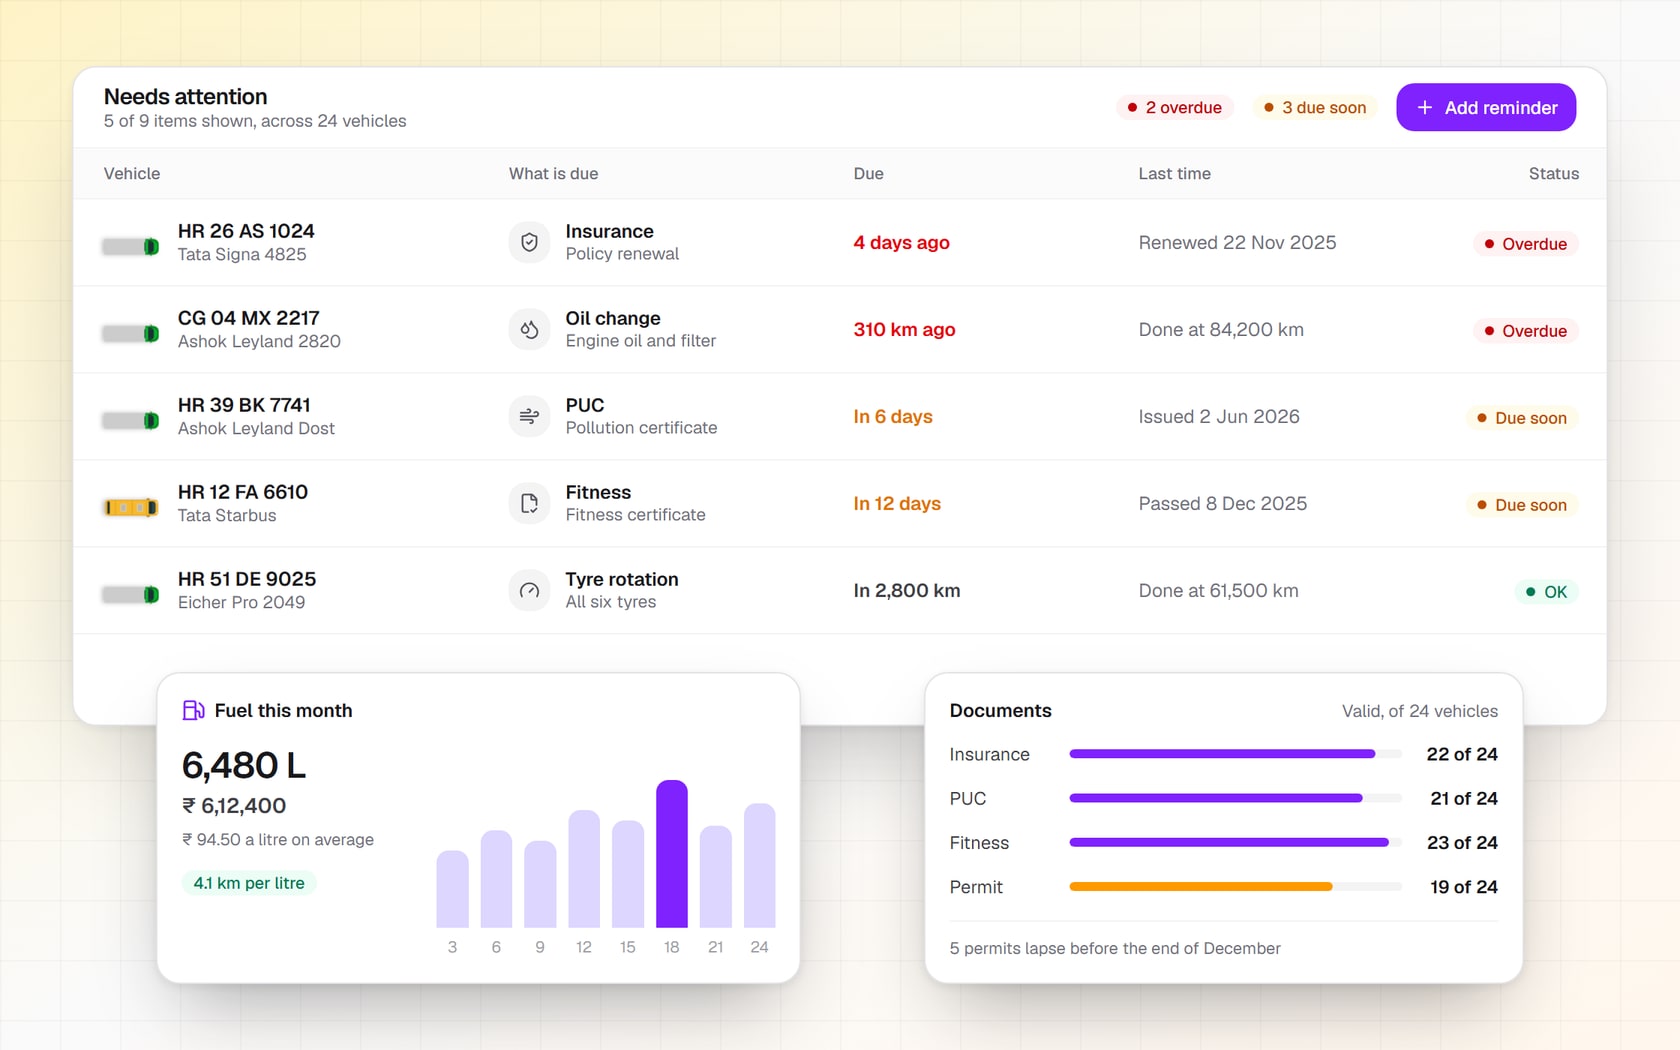 Needs attention
5 of 9 items shown, across 24 vehicles
2 overdue
3 due soon
+ Add reminder
Vehicle What is due Due Last time Status
HR 26 AS 1024
Tata Signa 4825
Insurance
Policy renewal
4 days ago
Renewed 22 Nov 2025
Overdue
CG 04 MX 2217
Ashok Leyland 2820
Oil change
Engine oil and filter
310 km ago
Done at 84,200 km
Overdue
HR 39 BK 7741
Ashok Leyland Dost
PUC
Pollution certificate
In 6 days
Issued 2 Jun 2026
Due soon
HR 12 FA 6610
Tata Starbus
Fitness
Fitness certificate
In 12 days
Passed 8 Dec 2025
Due soon
HR 51 DE 9025
Eicher Pro 2049
Tyre rotation
All six tyres
In 2,800 km
Done at 61,500 km
OK
Fuel this month
6,480 L
₹ 6,12,400
₹ 94.50 a litre on average
4.1 km per litre
3 6 9 12 15 18 21 24
Documents
Valid, of 24 vehicles
Insurance 22 of 24
PUC 21 of 24
Fitness 23 of 24
Permit 19 of 24
5 permits lapse before the end of December